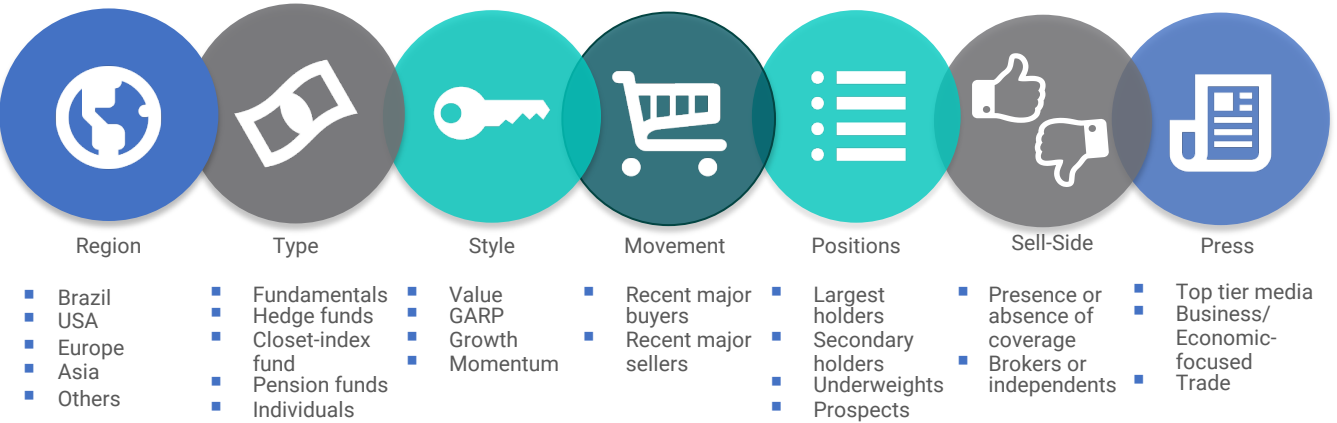 Region
Type
Style
Movement
Positions
Sell-Side
Press
Brazil
USA
Europe
Asia
Others
Fundamentals
Hedge funds
Closet-index
fund
Pension funds
Individuals
Value
GARP
Growth
Momentum
Recent major
buyers
Recent major
sellers
Largest
holders
Secondary
holders
Underweights
Prospects
Presence or
absence of
coverage
Brokers or
independents
Top tier media
Business/
Economic-
focused
Trade